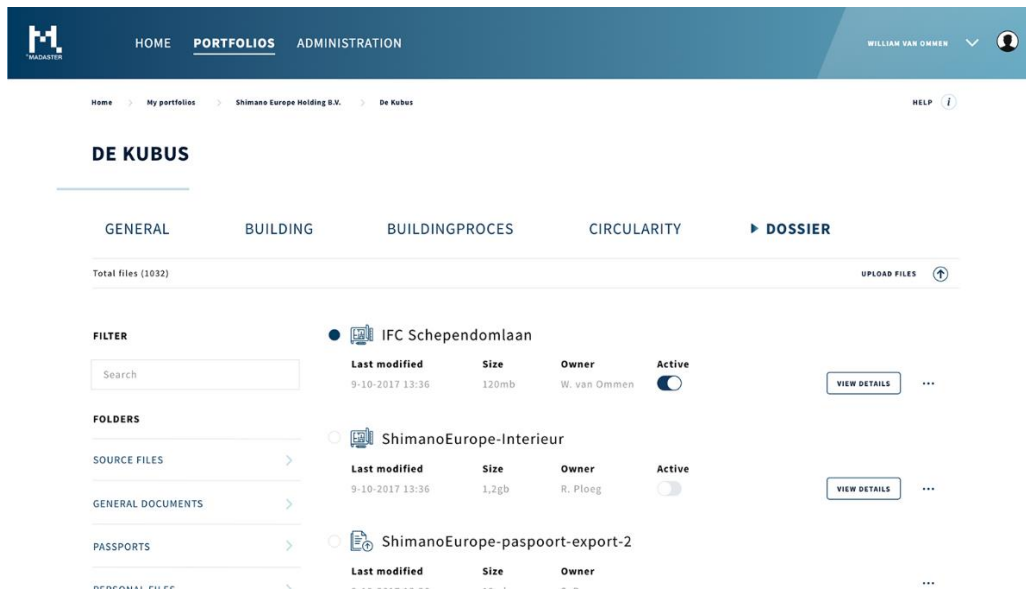 M.
MADASTER
HOME PORTFOLIOS ADMINISTRATION
WILLIAM VAN OMMEN
Home > My portfolios > Shimano Europe Holding B.V. > De Kubus
HELP i
DE KUBUS
GENERAL BUILDING BUILDINGPROCES CIRCULARITY DOSSIER
Total files (1032)
UPLOAD FILES
FILTER
Search
FOLDERS
SOURCE FILES
GENERAL DOCUMENTS
PASSPORTS
PERSONAL FILES
IFC Schependomlaan
Last modified Size Owner Active
9-10-2017 13:36 120mb W. van Ommen
VIEW DETAILS ...
ShimanoEurope-Interieur
Last modified Size Owner Active
9-10-2017 13:36 1,2gb R. Ploeg
VIEW DETAILS ...
ShimanoEurope-paspoort-export-2
Last modified Size Owner
...